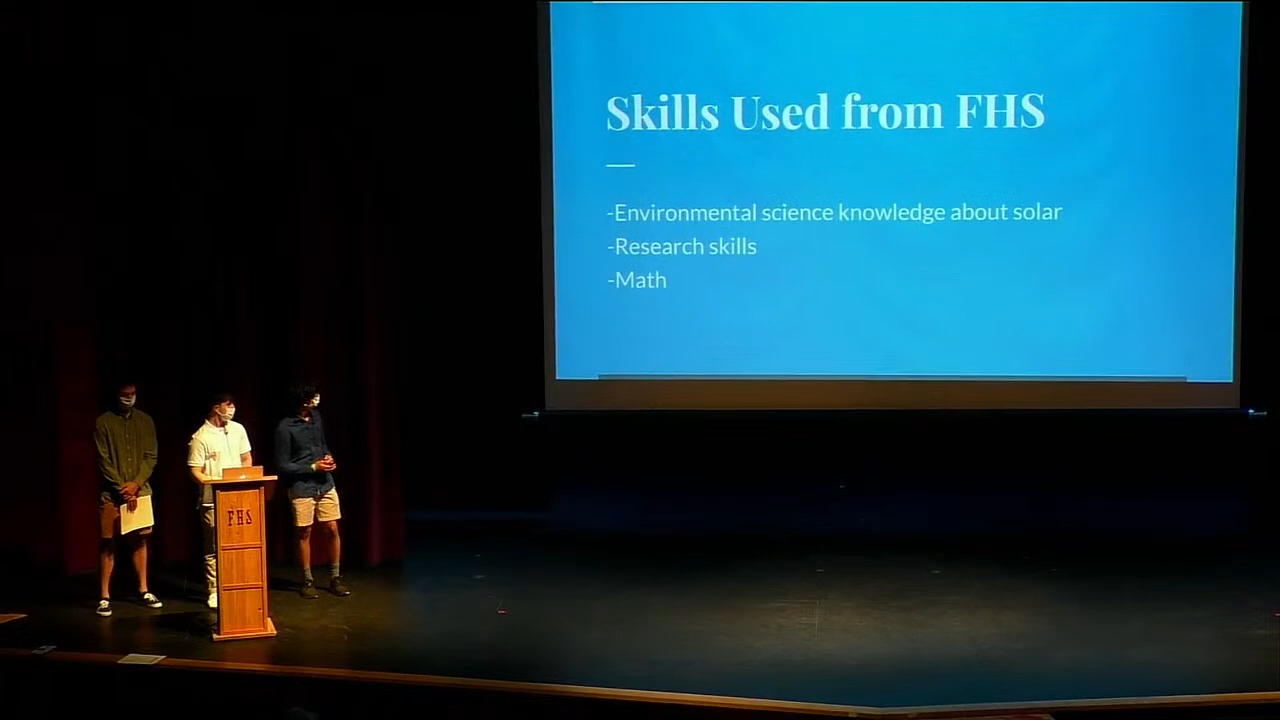 Skills Used from FHS
-Environmental science knowledge about solar
-Research skills
-Math
FHS